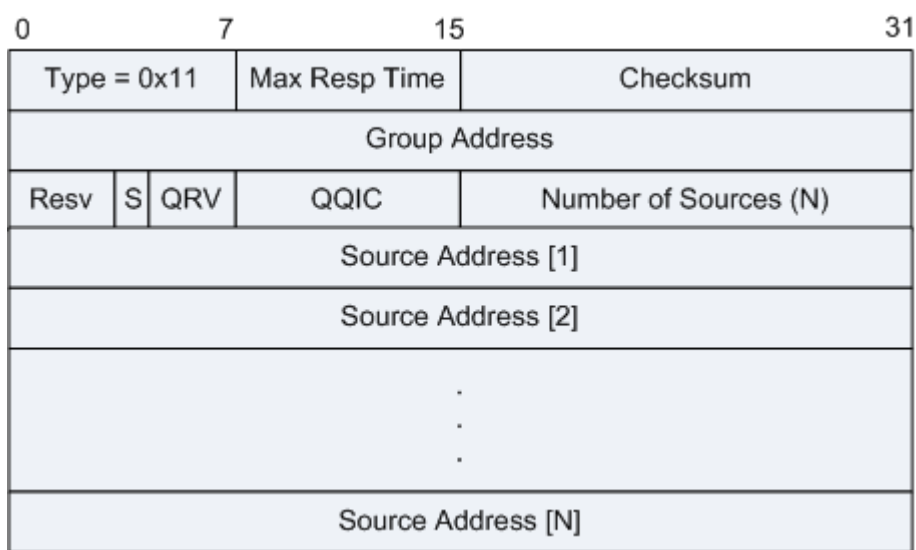 0 7 15 31
Type = 0x11 Max Resp Time Checksum
Group Address
Resv S QRV QQIC Number of Sources (N)
Source Address [1]
Source Address [2]
.
.
.
Source Address [N]